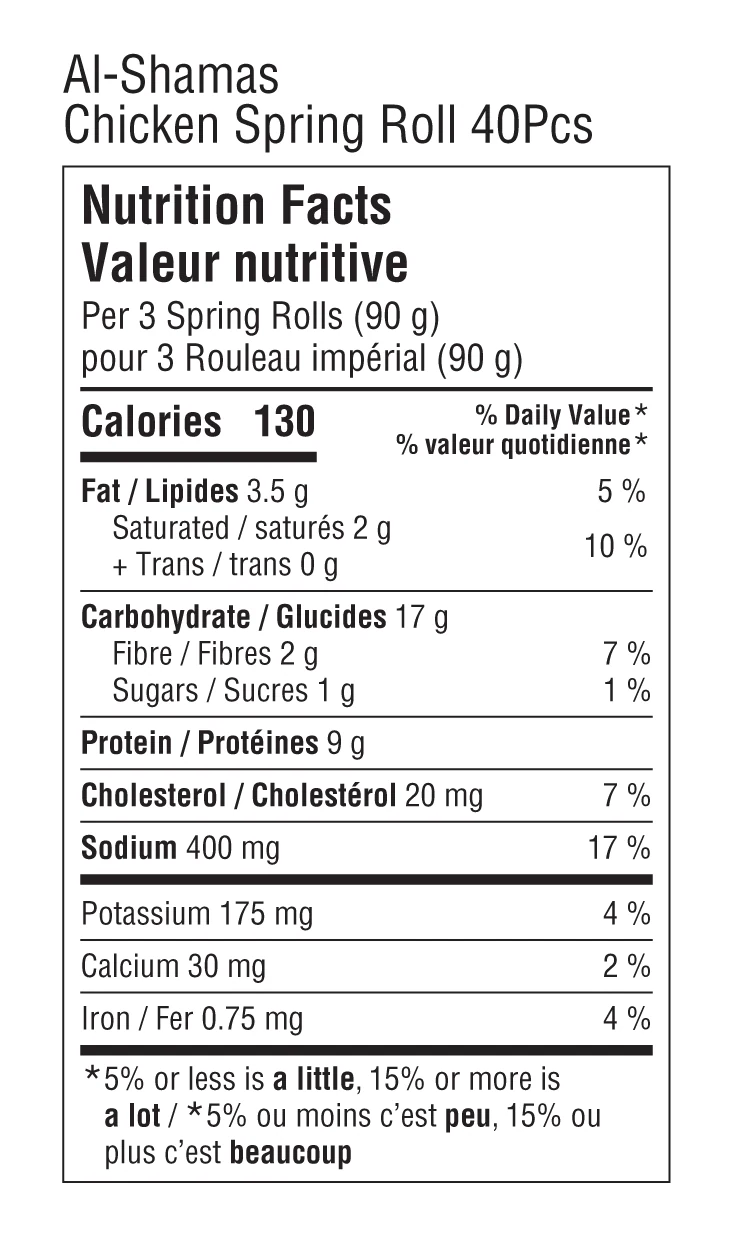 Al-Shamas
Chicken Spring Roll 40Pcs
Nutrition Facts
Valeur nutritive
Per 3 Spring Rolls (90 g)
pour 3 Rouleau impérial (90 g)
Calories 130
% Daily Value*
% valeur quotidienne*
Fat / Lipides 3.5 g 5 %
Saturated / saturés 2 g
+ Trans / trans 0 g
10 %
Carbohydrate / Glucides 17 g
Fibre / Fibres 2 g 7 %
Sugars / Sucres 1 g 1 %
Protein / Protéines 9 g
Cholesterol / Cholestérol 20 mg 7 %
Sodium 400 mg 17 %
Potassium 175 mg 4 %
Calcium 30 mg 2 %
Iron / Fer 0.75 mg 4 %
*5% or less is a little, 15% or more is
a lot / *5% ou moins c’est peu, 15% ou
plus c’est beaucoup